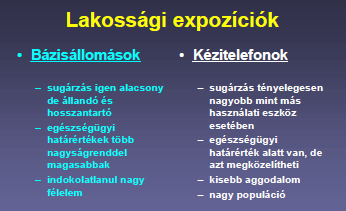 Lakossági expozíciók
• Bázisállomások
– sugárzás igen alacsony
de állandó és
hosszantartó
– egészségügyi
határértékek több
nagyságrenddel
magasabbak
– indokolatlanul nagy
félelem
• Kézitelefonok
– sugárzás ténylegesen
nagyobb mint más
használati eszköz
esetében
– egészségügyi
határérték alatt van, de
azt megközelítheti
– kisebb aggodalom
– nagy populáció